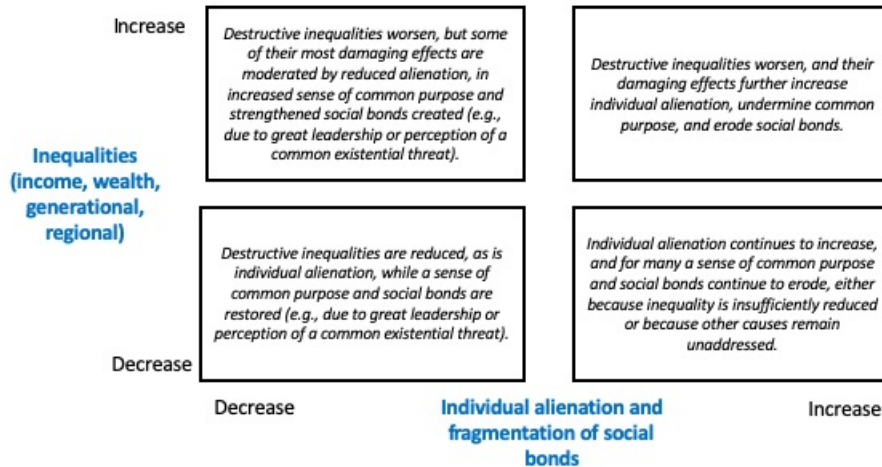 Increase
Destructive inequalities worsen, but some
of their most damaging effects are
moderated by reduced alienation, in
increased sense of common purpose and
strengthened social bonds created (e.g.,
due to great leadership or perception of a
common existential threat).
Destructive inequalities worsen, and their
damaging effects further increase
individual alienation, undermine common
purpose, and erode social bonds.
Inequalities
(income, wealth,
generational,
regional)
Destructive inequalities are reduced, as is
individual alienation, while a sense of
common purpose and social bonds are
restored (e.g., due to great leadership or
perception of a common existential threat).
Individual alienation continues to increase,
and for many a sense of common purpose
and social bonds continue to erode, either
because inequality is insufficiently reduced
or because other causes remain
unaddressed.
Decrease
Decrease
Individual alienation and
fragmentation of social
bonds
Increase